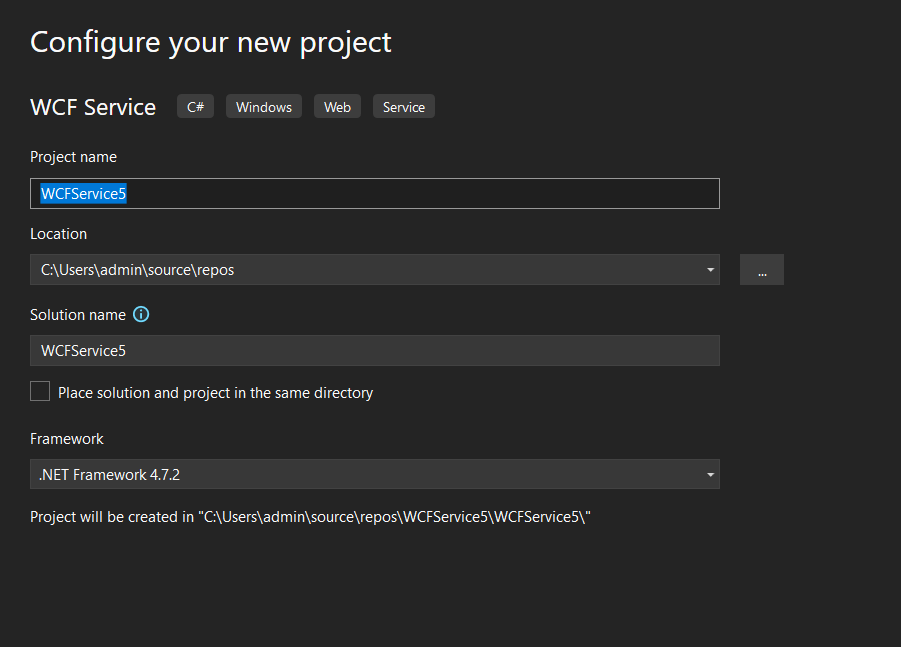 Configure your new project
WCF Service C# Windows Web Service
Project name
WCFService5
Location
C:\Users\admin\source\repos
...
Solution name
WCFService5
Place solution and project in the same directory
Framework
.NET Framework 4.7.2
Project will be created in "C:\Users\admin\source\repos\WCFService5\WCFService5\"